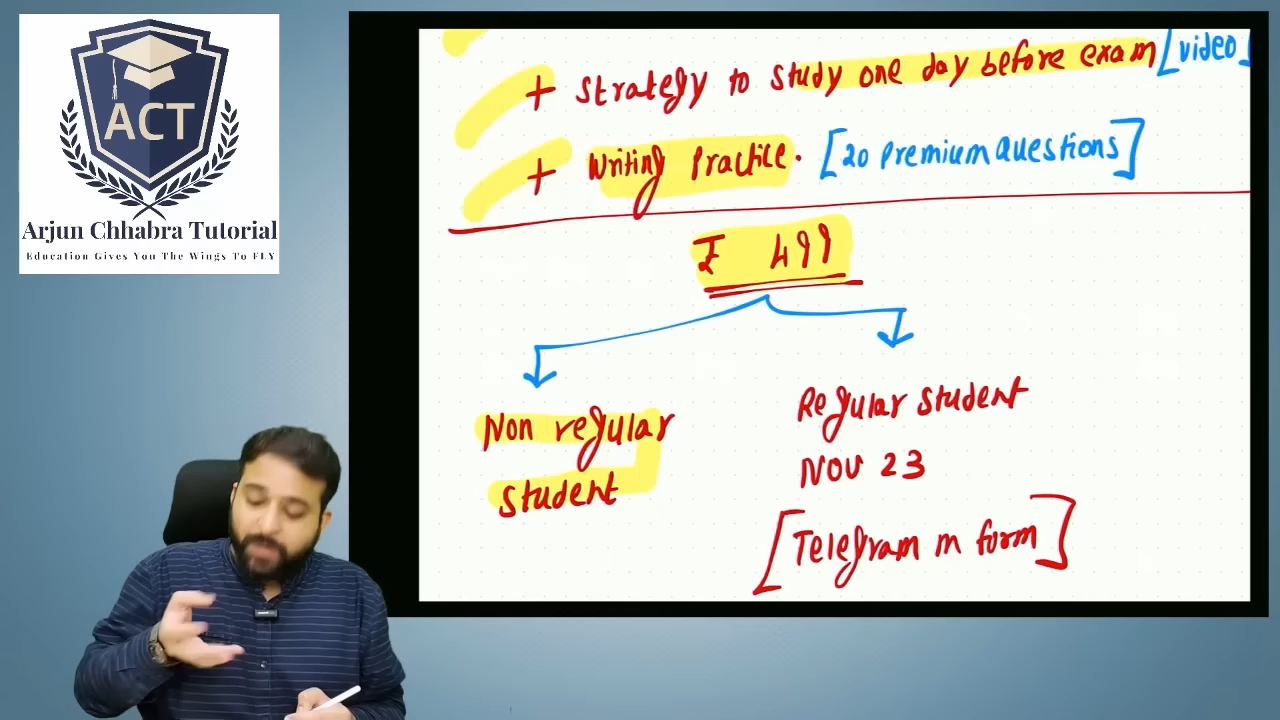 ACT
Arjun Chhabra Tutorial
Education Gives You The Wings To FLY
+ Strategy to study one day before exam [video]
+ Writing Practice. [20 Premium Questions]
₹ 499
Non regular
student
Regular student
Nov 23
[Telegram m form]